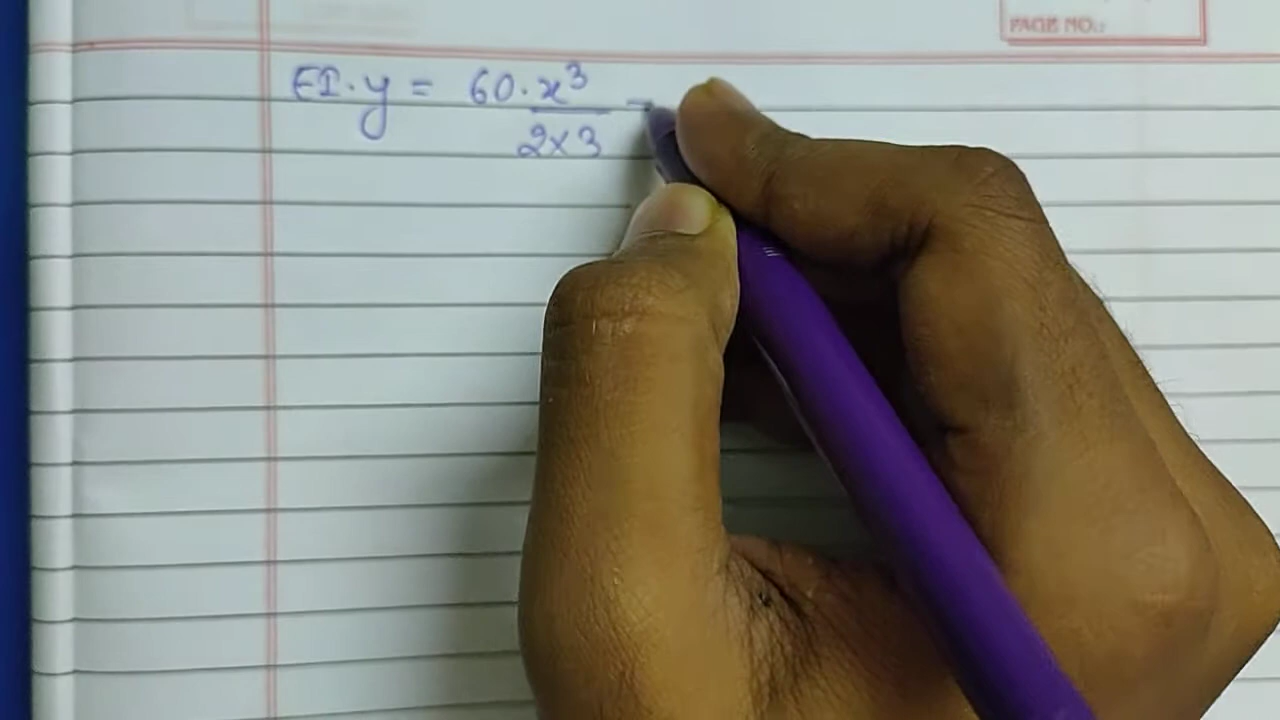 PAGE NO.:
EI.y = 60.x³/2×3 -